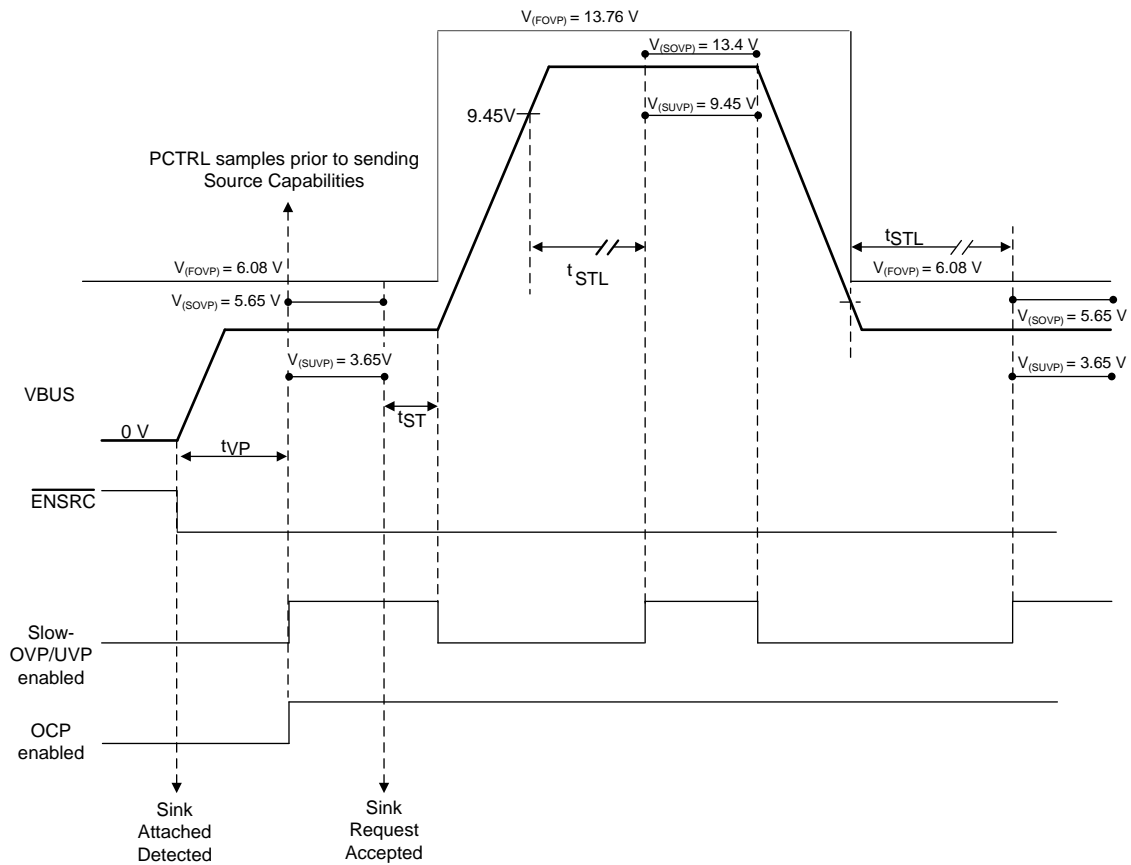 V(FOVP) = 13.76 V
V(SOVP) = 13.4 V
9.45V
V(SUVP) = 9.45 V
PCTRL samples prior to sending
Source Capabilities
tSTL
tSTL
V(FOVP) = 6.08 V
V(FOVP) = 6.08 V
V(SOVP) = 5.65 V
V(SOVP) = 5.65 V
V(SUVP) = 3.65V
V(SUVP) = 3.65 V
VBUS
tST
0 V
tVP
ENSRC
Slow-
OVP/UVP
enabled
OCP
enabled
Sink
Attached
Detected
Sink
Request
Accepted